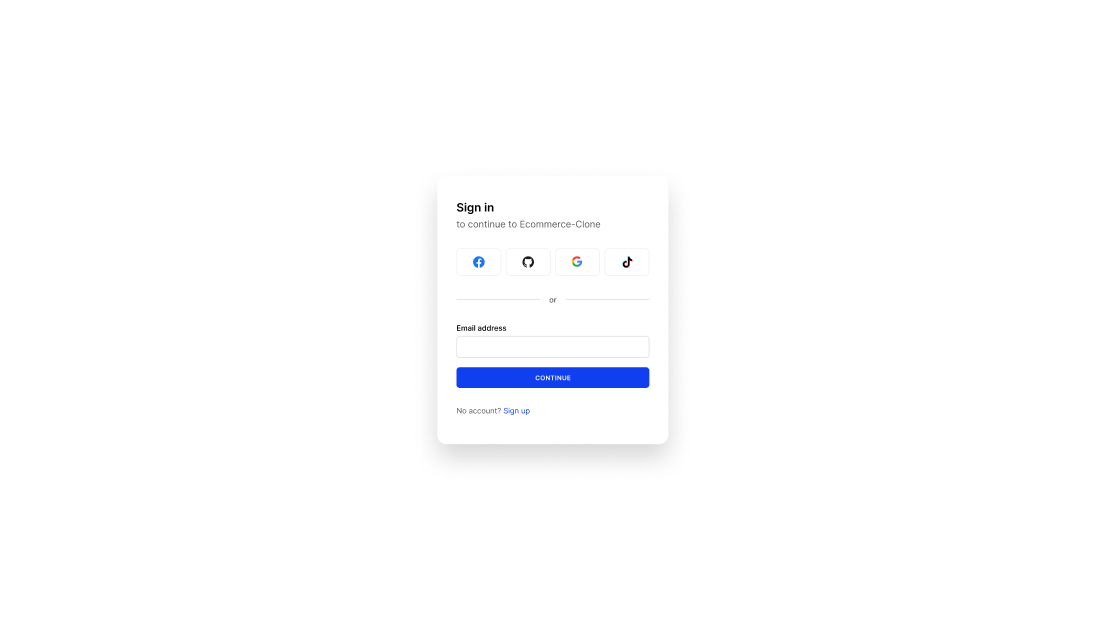 Sign in
to continue to Ecommerce-Clone
or
Email address
CONTINUE
No account? Sign up